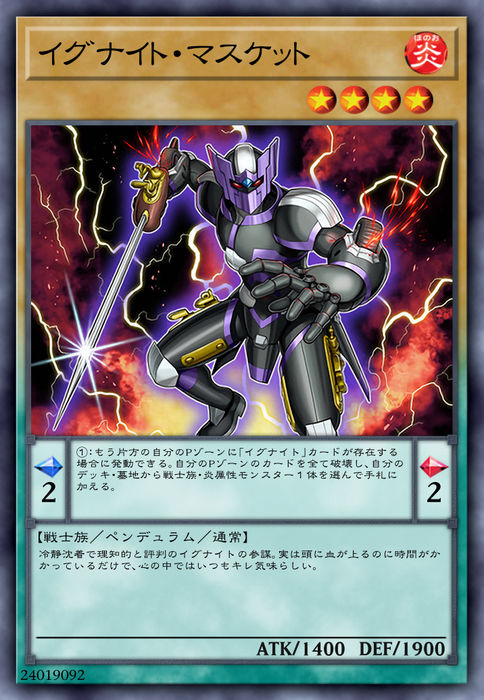 イグナイト・マスケット
ほのお
炎
①:もう片方の自分のPゾーンに「イグナイト」カードが存在する
場合に発動できる。自分のPゾーンのカードを全て破壊し、自分の
デッキ・墓地から戦士族・炎属性モンスター1体を選んで手札に
加える。
2
2
【戦士族／ペンデュラム／通常】
冷静沈着で理知的と評判のイグナイトの参謀。実は頭に血が上るのに時間がか
かっているだけで、心の中ではいつもキレ気味らしい。
ATK/1400 DEF/1900
24019092